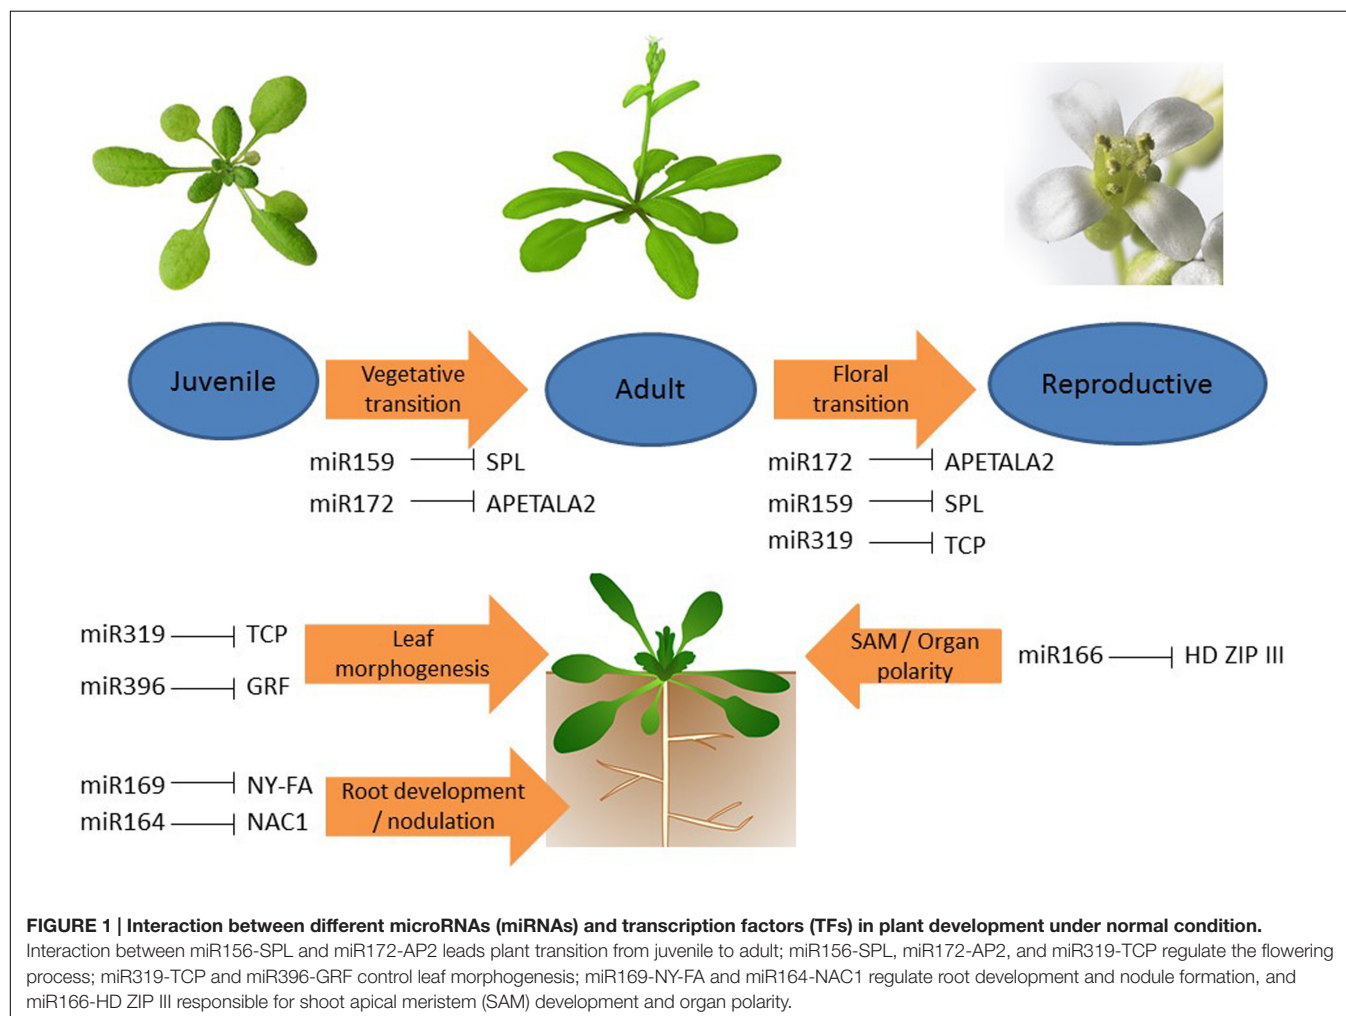 Juvenile
Vegetative
transition
Adult
Floral
transition
Reproductive
miR159 SPL
miR172 APETALA2
miR172 APETALA2
miR159 SPL
miR319 TCP
miR319 TCP
miR396 GRF
Leaf
morphogenesis
SAM / Organ
polarity
miR166 HD ZIP III
miR169 NY-FA
miR164 NAC1
Root development
/ nodulation
FIGURE 1 | Interaction between different microRNAs (miRNAs) and transcription factors (TFs) in plant development under normal condition.
Interaction between miR156-SPL and miR172-AP2 leads plant transition from juvenile to adult; miR156-SPL, miR172-AP2, and miR319-TCP regulate the flowering
process; miR319-TCP and miR396-GRF control leaf morphogenesis; miR169-NY-FA and miR164-NAC1 regulate root development and nodule formation, and
miR166-HD ZIP III responsible for shoot apical meristem (SAM) development and organ polarity.